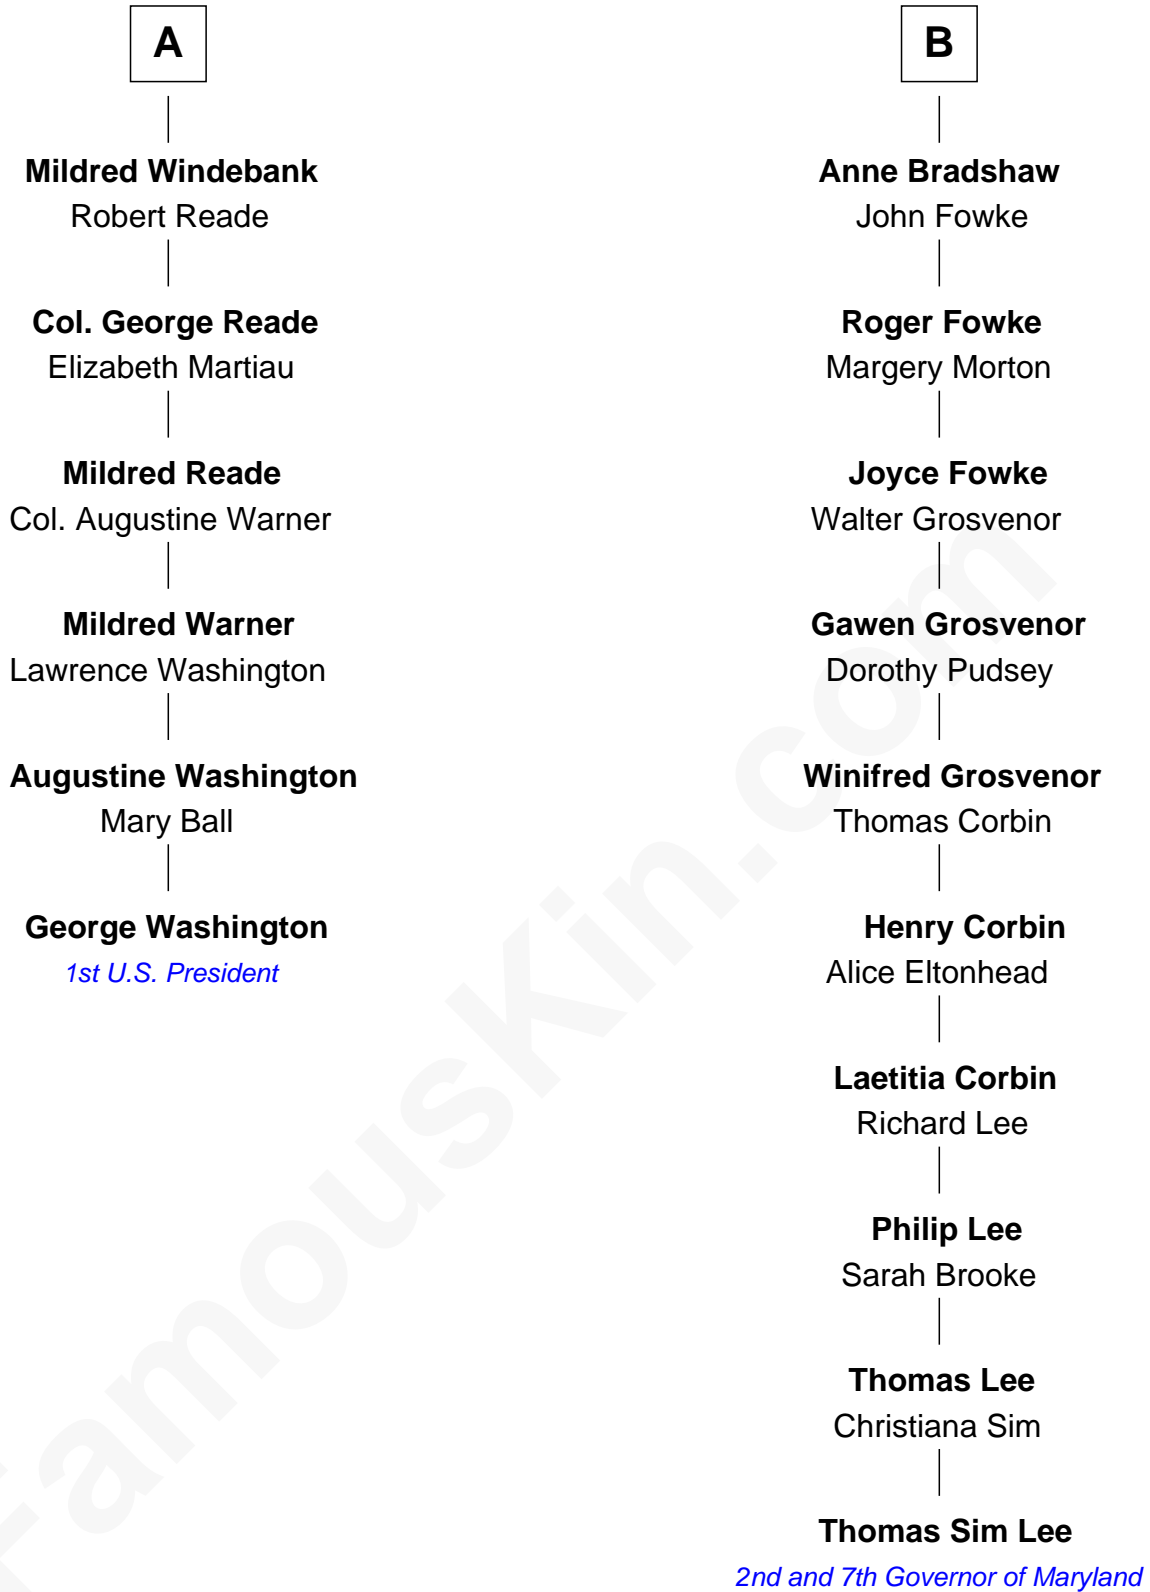 A
Mildred Windebank
Robert Reade
Col. George Reade
Elizabeth Martiau
Mildred Reade
Col. Augustine Warner
Mildred Warner
Lawrence Washington
Augustine Washington
Mary Ball
George Washington
1st U.S. President
B
Anne Bradshaw
John Fowke
Roger Fowke
Margery Morton
Joyce Fowke
Walter Grosvenor
Gawen Grosvenor
Dorothy Pudsey
Winifred Grosvenor
Thomas Corbin
Henry Corbin
Alice Eltonhead
Laetitia Corbin
Richard Lee
Philip Lee
Sarah Brooke
Thomas Lee
Christiana Sim
Thomas Sim Lee
2nd and 7th Governor of Maryland
FamousKin.com